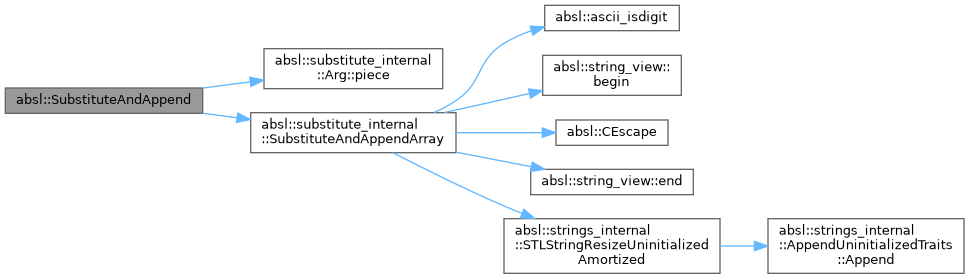 absl::SubstituteAndAppend
absl::substitute_internal
::Arg::piece
absl::substitute_internal
::SubstituteAndAppendArray
absl::ascii_isdigit
absl::string_view::
begin
absl::CEscape
absl::string_view::end
absl::strings_internal
::STLStringResizeUninitialized
Amortized
absl::strings_internal
::AppendUninitializedTraits
::Append